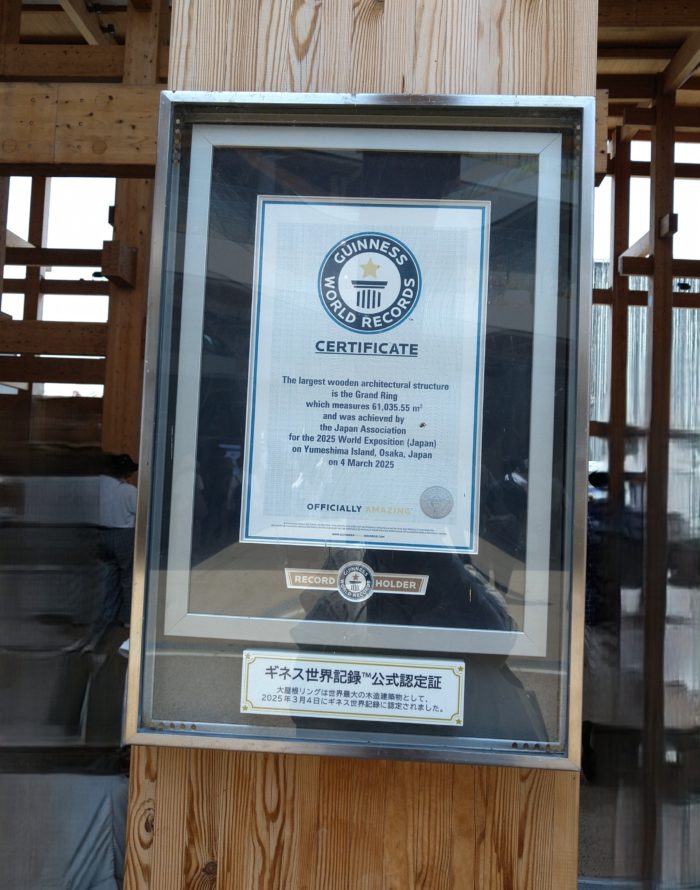 GUINNESS
WORLD RECORDS
CERTIFICATE
The largest wooden architectural structure
is the Grand Ring
which measures 61,035.55 m²
and was achieved by
the Japan Association
for the 2025 World Exposition (Japan)
on Yumeshima Island, Osaka, Japan
on 4 March 2025
OFFICIALLY AMAZING
RECORD HOLDER
GUINNESS WORLD RECORDS
ギネス世界記録™公式認定証
大屋根リングは世界最大の木造建築物として、
2025年3月4日にギネス世界記録に認定されました。